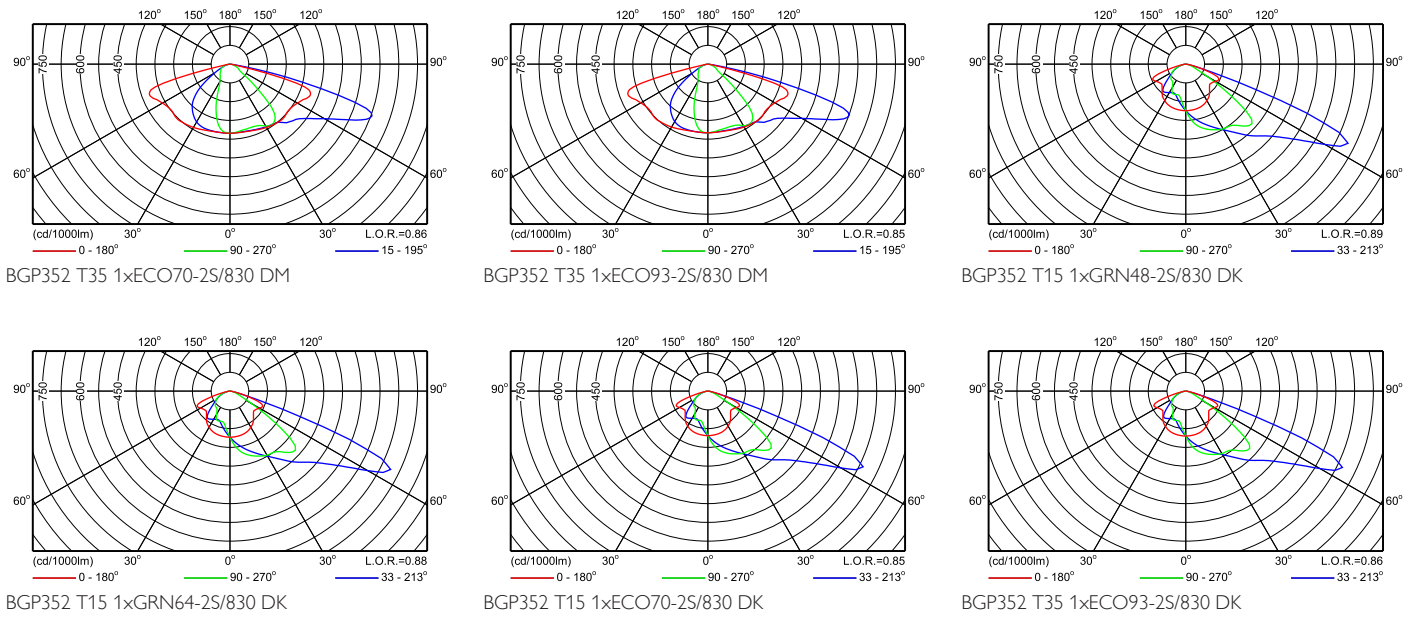 120° 150° 180° 150° 120°
90° 750 600 450 90°
60° 60°
30° 0° 30°
(cd/1000lm) L.O.R.=0.86
0 - 180° 90 - 270° 15 - 195°
BGP352 T35 1xECO70-2S/830 DM
120° 150° 180° 150° 120°
90° 750 600 450 90°
60° 60°
30° 0° 30°
(cd/1000lm) L.O.R.=0.85
0 - 180° 90 - 270° 15 - 195°
BGP352 T35 1xECO93-2S/830 DM
120° 150° 180° 150° 120°
90° 750 600 450 90°
60° 60°
30° 0° 30°
(cd/1000lm) L.O.R.=0.89
0 - 180° 90 - 270° 33 - 213°
BGP352 T15 1xGRN48-2S/830 DK
120° 150° 180° 150° 120°
90° 750 600 450 90°
60° 60°
30° 0° 30°
(cd/1000lm) L.O.R.=0.88
0 - 180° 90 - 270° 33 - 213°
BGP352 T15 1xGRN64-2S/830 DK
120° 150° 180° 150° 120°
90° 750 600 450 90°
60° 60°
30° 0° 30°
(cd/1000lm) L.O.R.=0.85
0 - 180° 90 - 270° 33 - 213°
BGP352 T15 1xECO70-2S/830 DK
120° 150° 180° 150° 120°
90° 750 600 450 90°
60° 60°
30° 0° 30°
(cd/1000lm) L.O.R.=0.86
0 - 180° 90 - 270° 33 - 213°
BGP352 T35 1xECO93-2S/830 DK